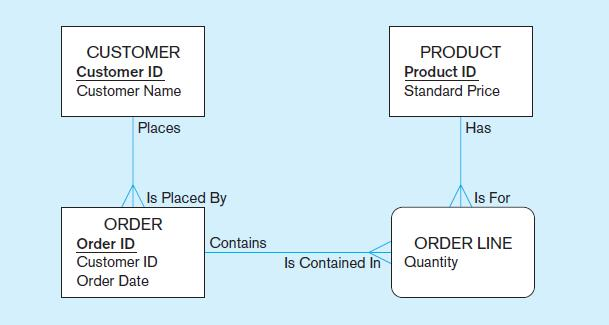 CUSTOMER
Customer ID
Customer Name
PRODUCT
Product ID
Standard Price
Places
Has
Is Placed By
Is For
ORDER
Order ID
Customer ID
Order Date
Contains
Is Contained In
ORDER LINE
Quantity